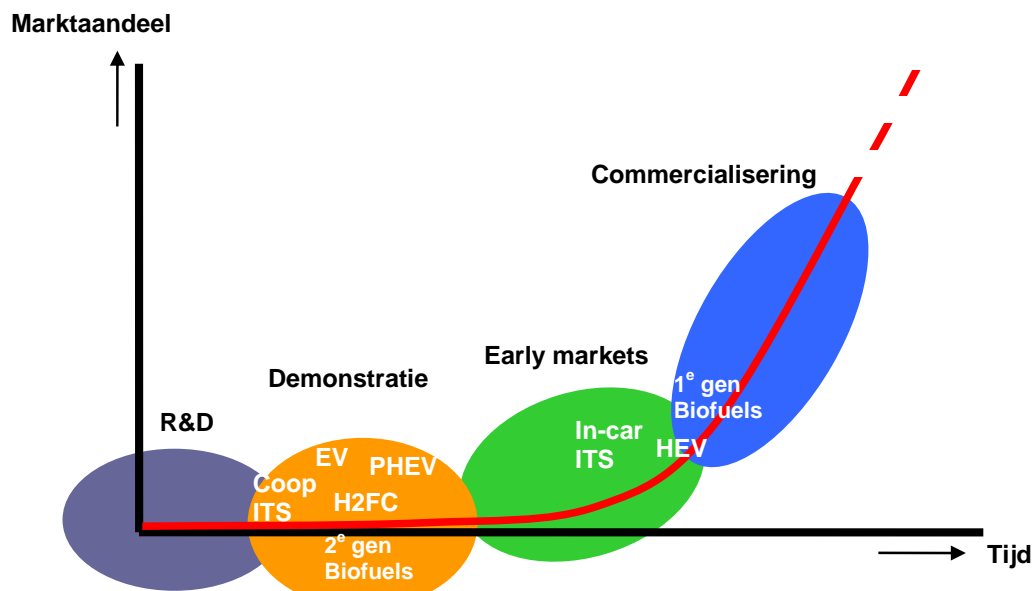 Marktaandeel
Commercialisering
Early markets
Demonstratie
R&D
1e gen
Biofuels
In-car
ITS
HEV
EV
PHEV
Coop
ITS
H2FC
2e gen
Biofuels
Tijd